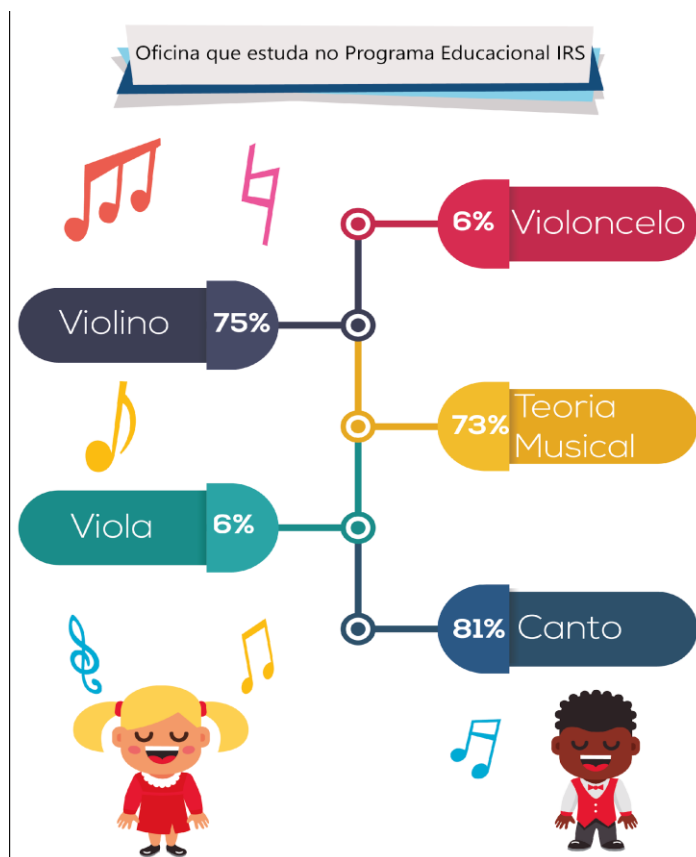 Oficina que estuda no Programa Educacional IRS
6% Violoncelo
Violino 75%
73% Teoria
Musical
Viola 6%
81% Canto